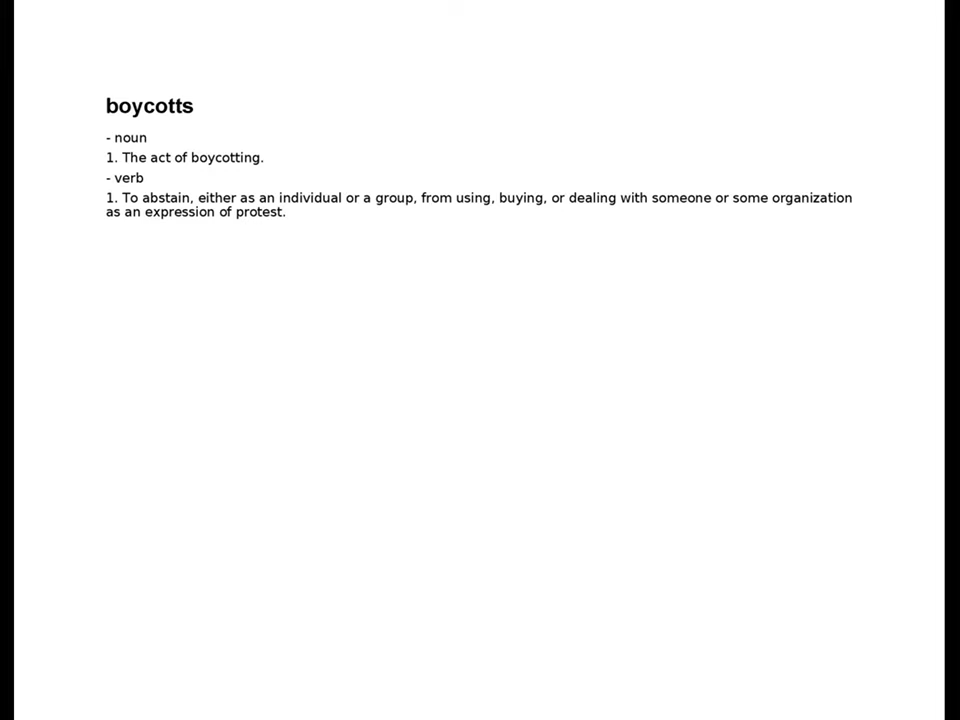 boycotts
- noun
1. The act of boycotting.
- verb
1. To abstain, either as an individual or a group, from using, buying, or dealing with someone or some organization
as an expression of protest.